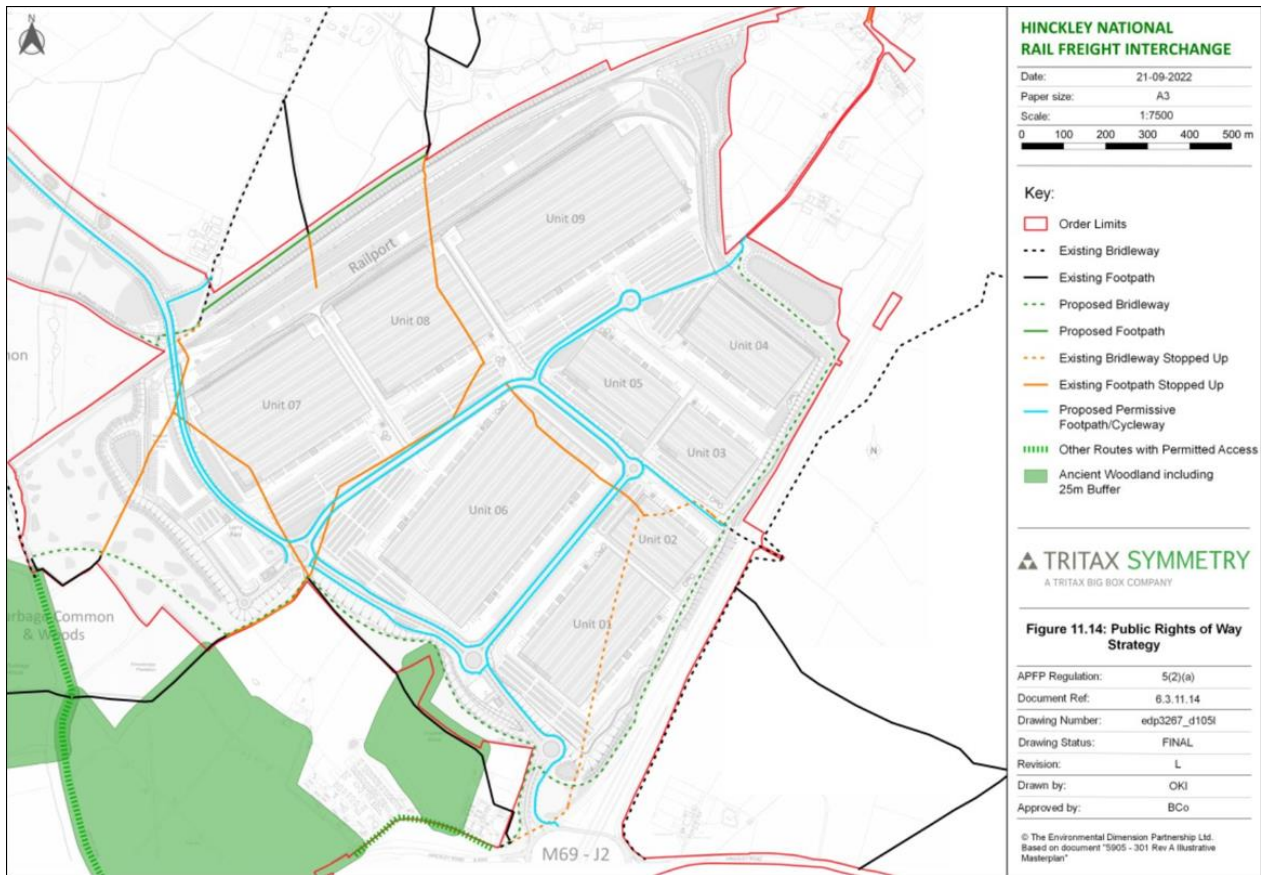 N
Railport
Unit 09
Unit 08
Unit 04
Unit 05
Unit 07
Unit 03
Unit 06
Unit 02
Unit 01
Common
& Woods
M69 - J2
N
HINCKLEY NATIONAL
RAIL FREIGHT INTERCHANGE
Date: 21-09-2022
Paper size: A3
Scale: 1:7500
0 100 200 300 400 500 m
Key:
Order Limits
Existing Bridleway
Existing Footpath
Proposed Bridleway
Proposed Footpath
Existing Bridleway Stopped Up
Existing Footpath Stopped Up
Proposed Permissive
Footpath/Cycleway
Other Routes with Permitted Access
Ancient Woodland including
25m Buffer
TRITAX SYMMETRY
A TRITAX BIG BOX COMPANY
Figure 11.14: Public Rights of Way
Strategy
APFP Regulation: 5(2)(a)
Document Ref: 6.3.11.14
Drawing Number: edp3267_d105l
Drawing Status: FINAL
Revision: L
Drawn by: OKI
Approved by: BCo
© The Environmental Dimension Partnership Ltd.
Based on document "5905 - 301 Rev A Illustrative
Masterplan"